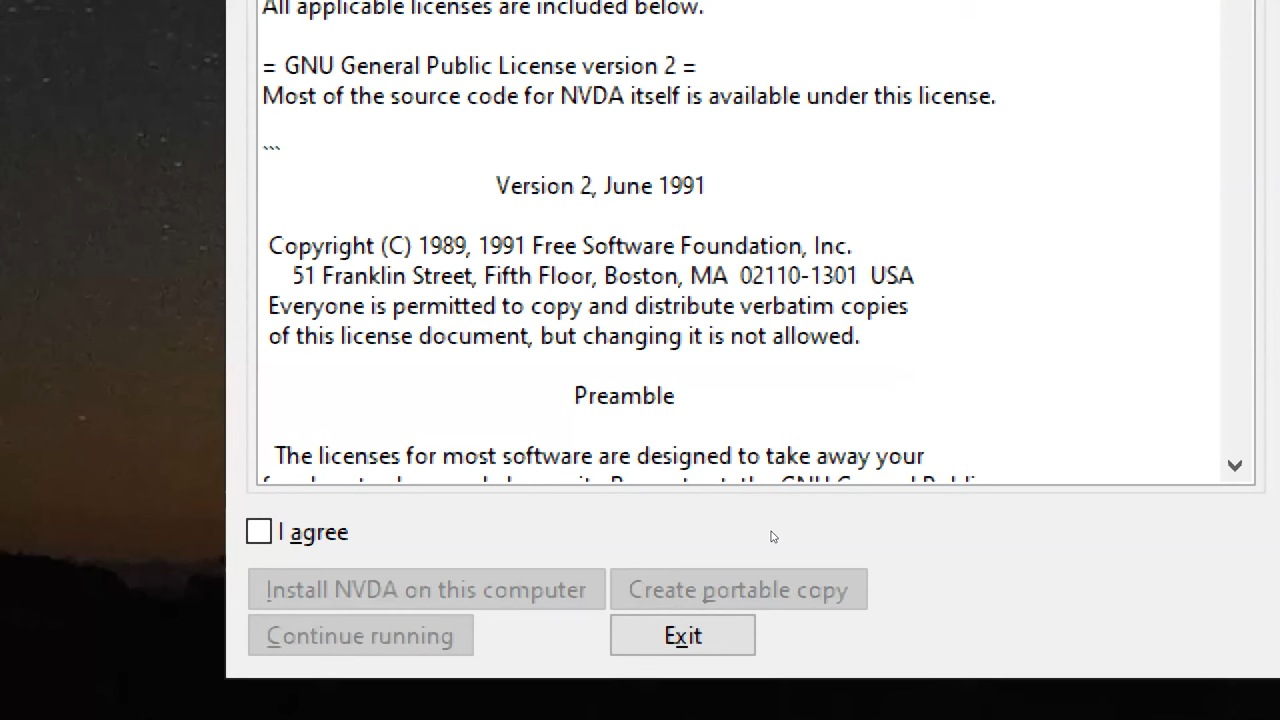 All applicable licenses are included below.
= GNU General Public License version 2 =
Most of the source code for NVDA itself is available under this license.
```
Version 2, June 1991
Copyright (C) 1989, 1991 Free Software Foundation, Inc.
51 Franklin Street, Fifth Floor, Boston, MA  02110-1301  USA
Everyone is permitted to copy and distribute verbatim copies
of this license document, but changing it is not allowed.
Preamble
The licenses for most software are designed to take away your
I agree
Install NVDA on this computer
Create portable copy
Continue running
Exit